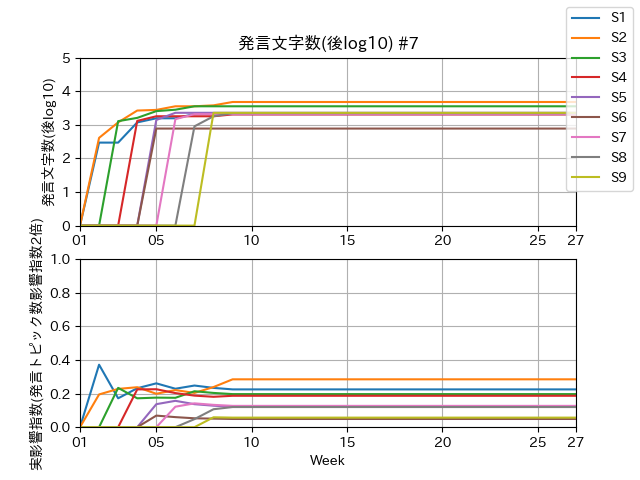 発言文字数(後log10) #7
S1
S2
S3
S4
S5
S6
S7
S8
S9
発言文字数(後log10)
5
4
3
2
1
0
01 05 10 15 20 25 27
実影響指数(発言トピック数影響指数2倍)
1.0
0.8
0.6
0.4
0.2
0.0
01 05 10 15 20 25 27
Week